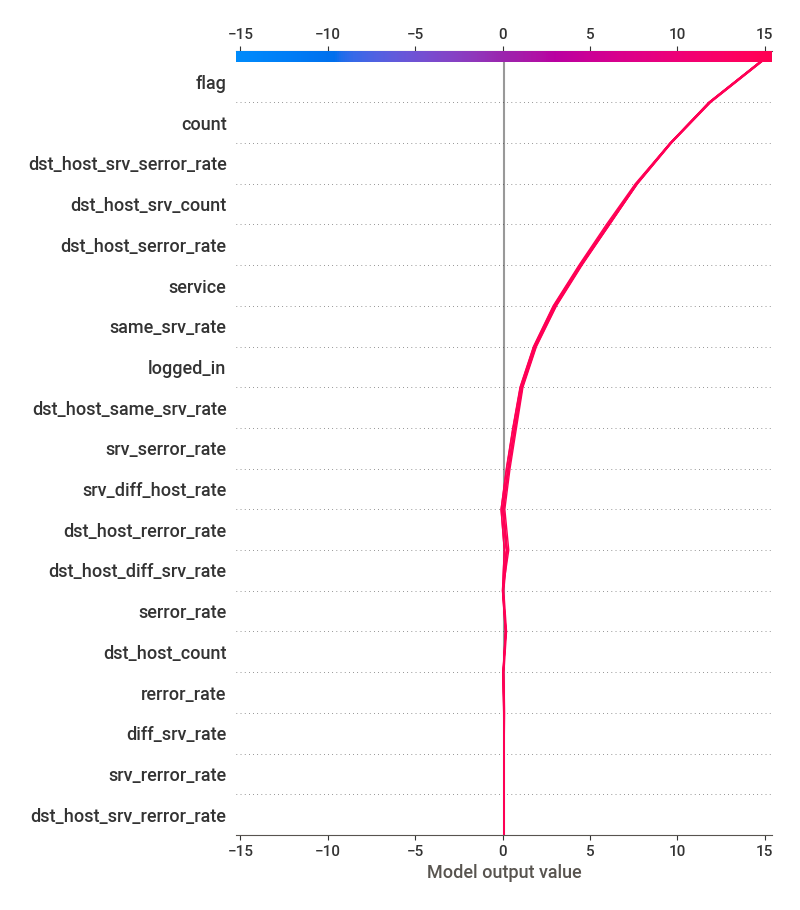 −15 −10 −5 0 5 10 15
flag
count
dst_host_srv_serror_rate
dst_host_srv_count
dst_host_serror_rate
service
same_srv_rate
logged_in
dst_host_same_srv_rate
srv_serror_rate
srv_diff_host_rate
dst_host_rerror_rate
dst_host_diff_srv_rate
serror_rate
dst_host_count
rerror_rate
diff_srv_rate
srv_rerror_rate
dst_host_srv_rerror_rate
−15 −10 −5 0 5 10 15
Model output value